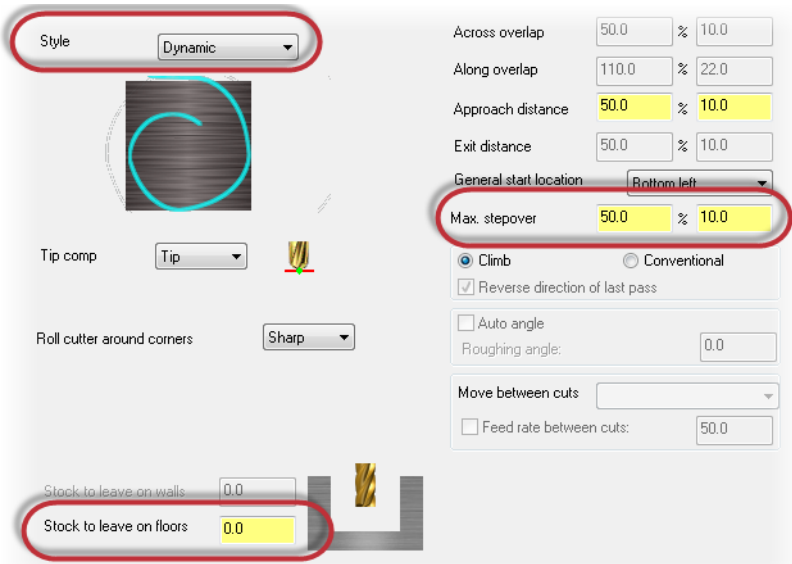 Style Dynamic
Tip comp Tip
Roll cutter around corners Sharp
Stock to leave on walls 0.0
Stock to leave on floors 0.0
Across overlap 50.0 % 10.0
Along overlap 110.0 % 22.0
Approach distance 50.0 % 10.0
Exit distance 50.0 % 10.0
General start location Bottom left
Max. stepover 50.0 % 10.0
Climb Conventional
Reverse direction of last pass
Auto angle
Roughing angle: 0.0
Move between cuts
Feed rate between cuts: 50.0